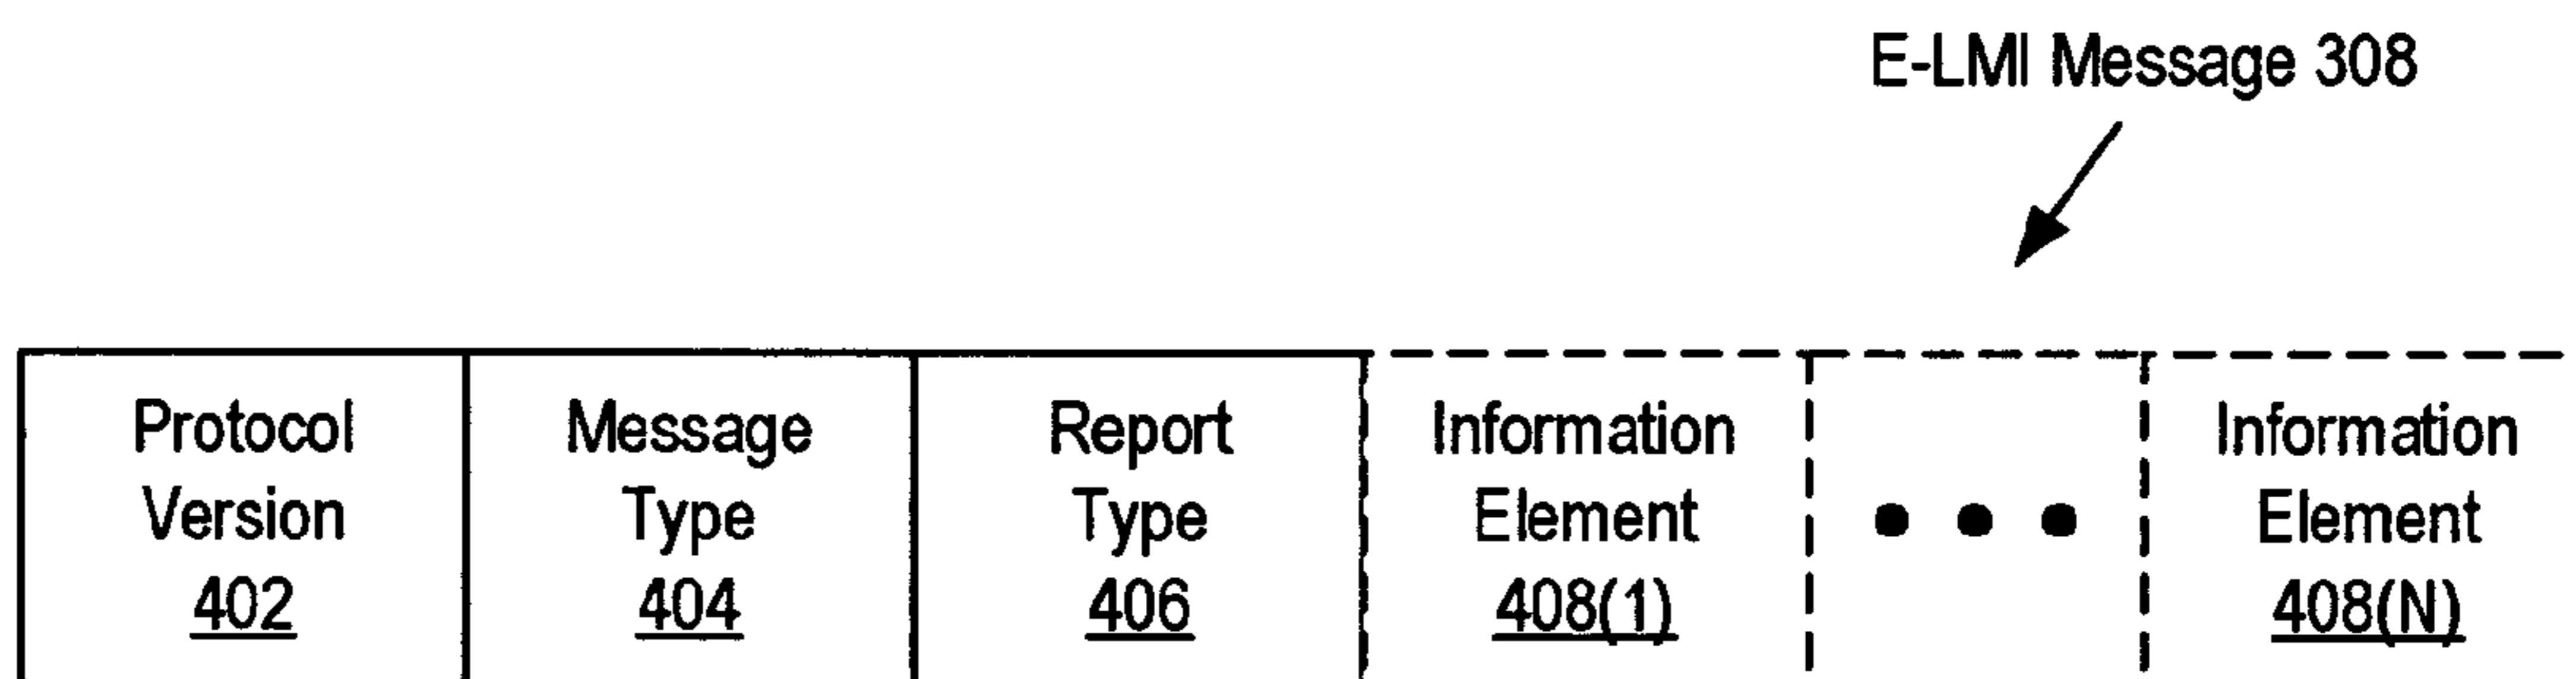 E-LMI Message 308
Protocol
Version
402
Message
Type
404
Report
Type
406
Information
Element
408(1)
• • •
Information
Element
408(N)